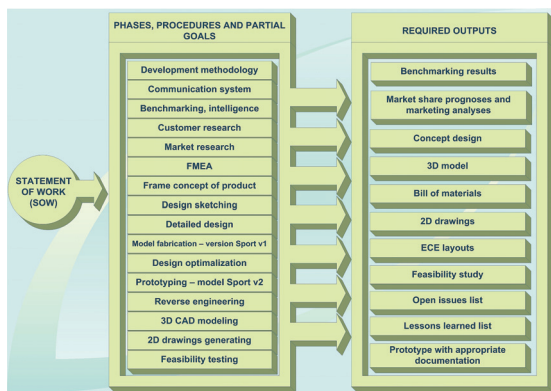 PHASES, PROCEDURES AND PARTIAL
GOALS
REQUIRED OUTPUTS
STATEMENT
OF WORK
(SOW)
Development methodology
Communication system
Benchmarking, intelligence
Customer research
Market research
FMEA
Frame concept of product
Design sketching
Detailed design
Model fabrication – version Sport v1
Design optimalization
Prototyping – model Sport v2
Reverse engineering
3D CAD modeling
2D drawings generating
Feasibility testing
Benchmarking results
Market share prognoses and
marketing analyses
Concept design
3D model
Bill of materials
2D drawings
ECE layouts
Feasibility study
Open issues list
Lessons learned list
Prototype with appropriate
documentation